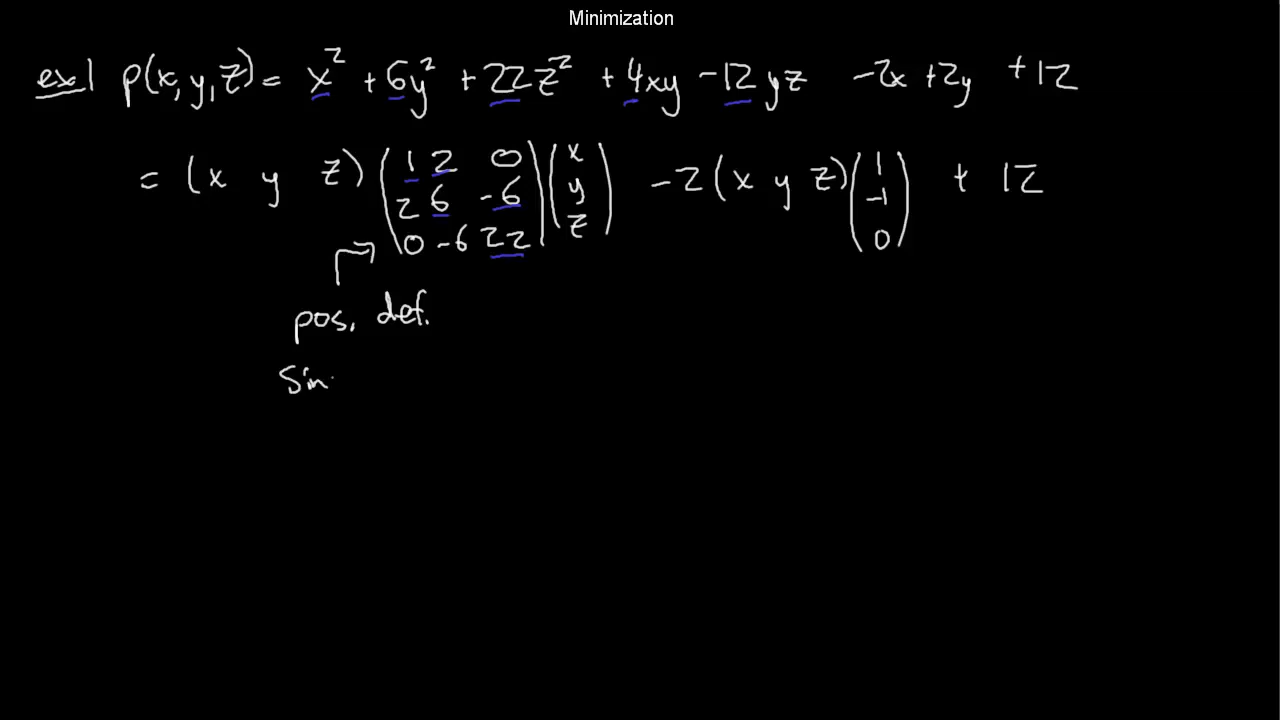 Minimization
ex1 p(x, y, z) = x² + 6y² + 22z² + 4xy - 12yz - 2x + 2y + 12
= (x y z) (1 2 0; 2 6 -6; 0 -6 22) (x; y; z) - 2(x y z) (1; -1; 0) + 12
pos. def.
Sin